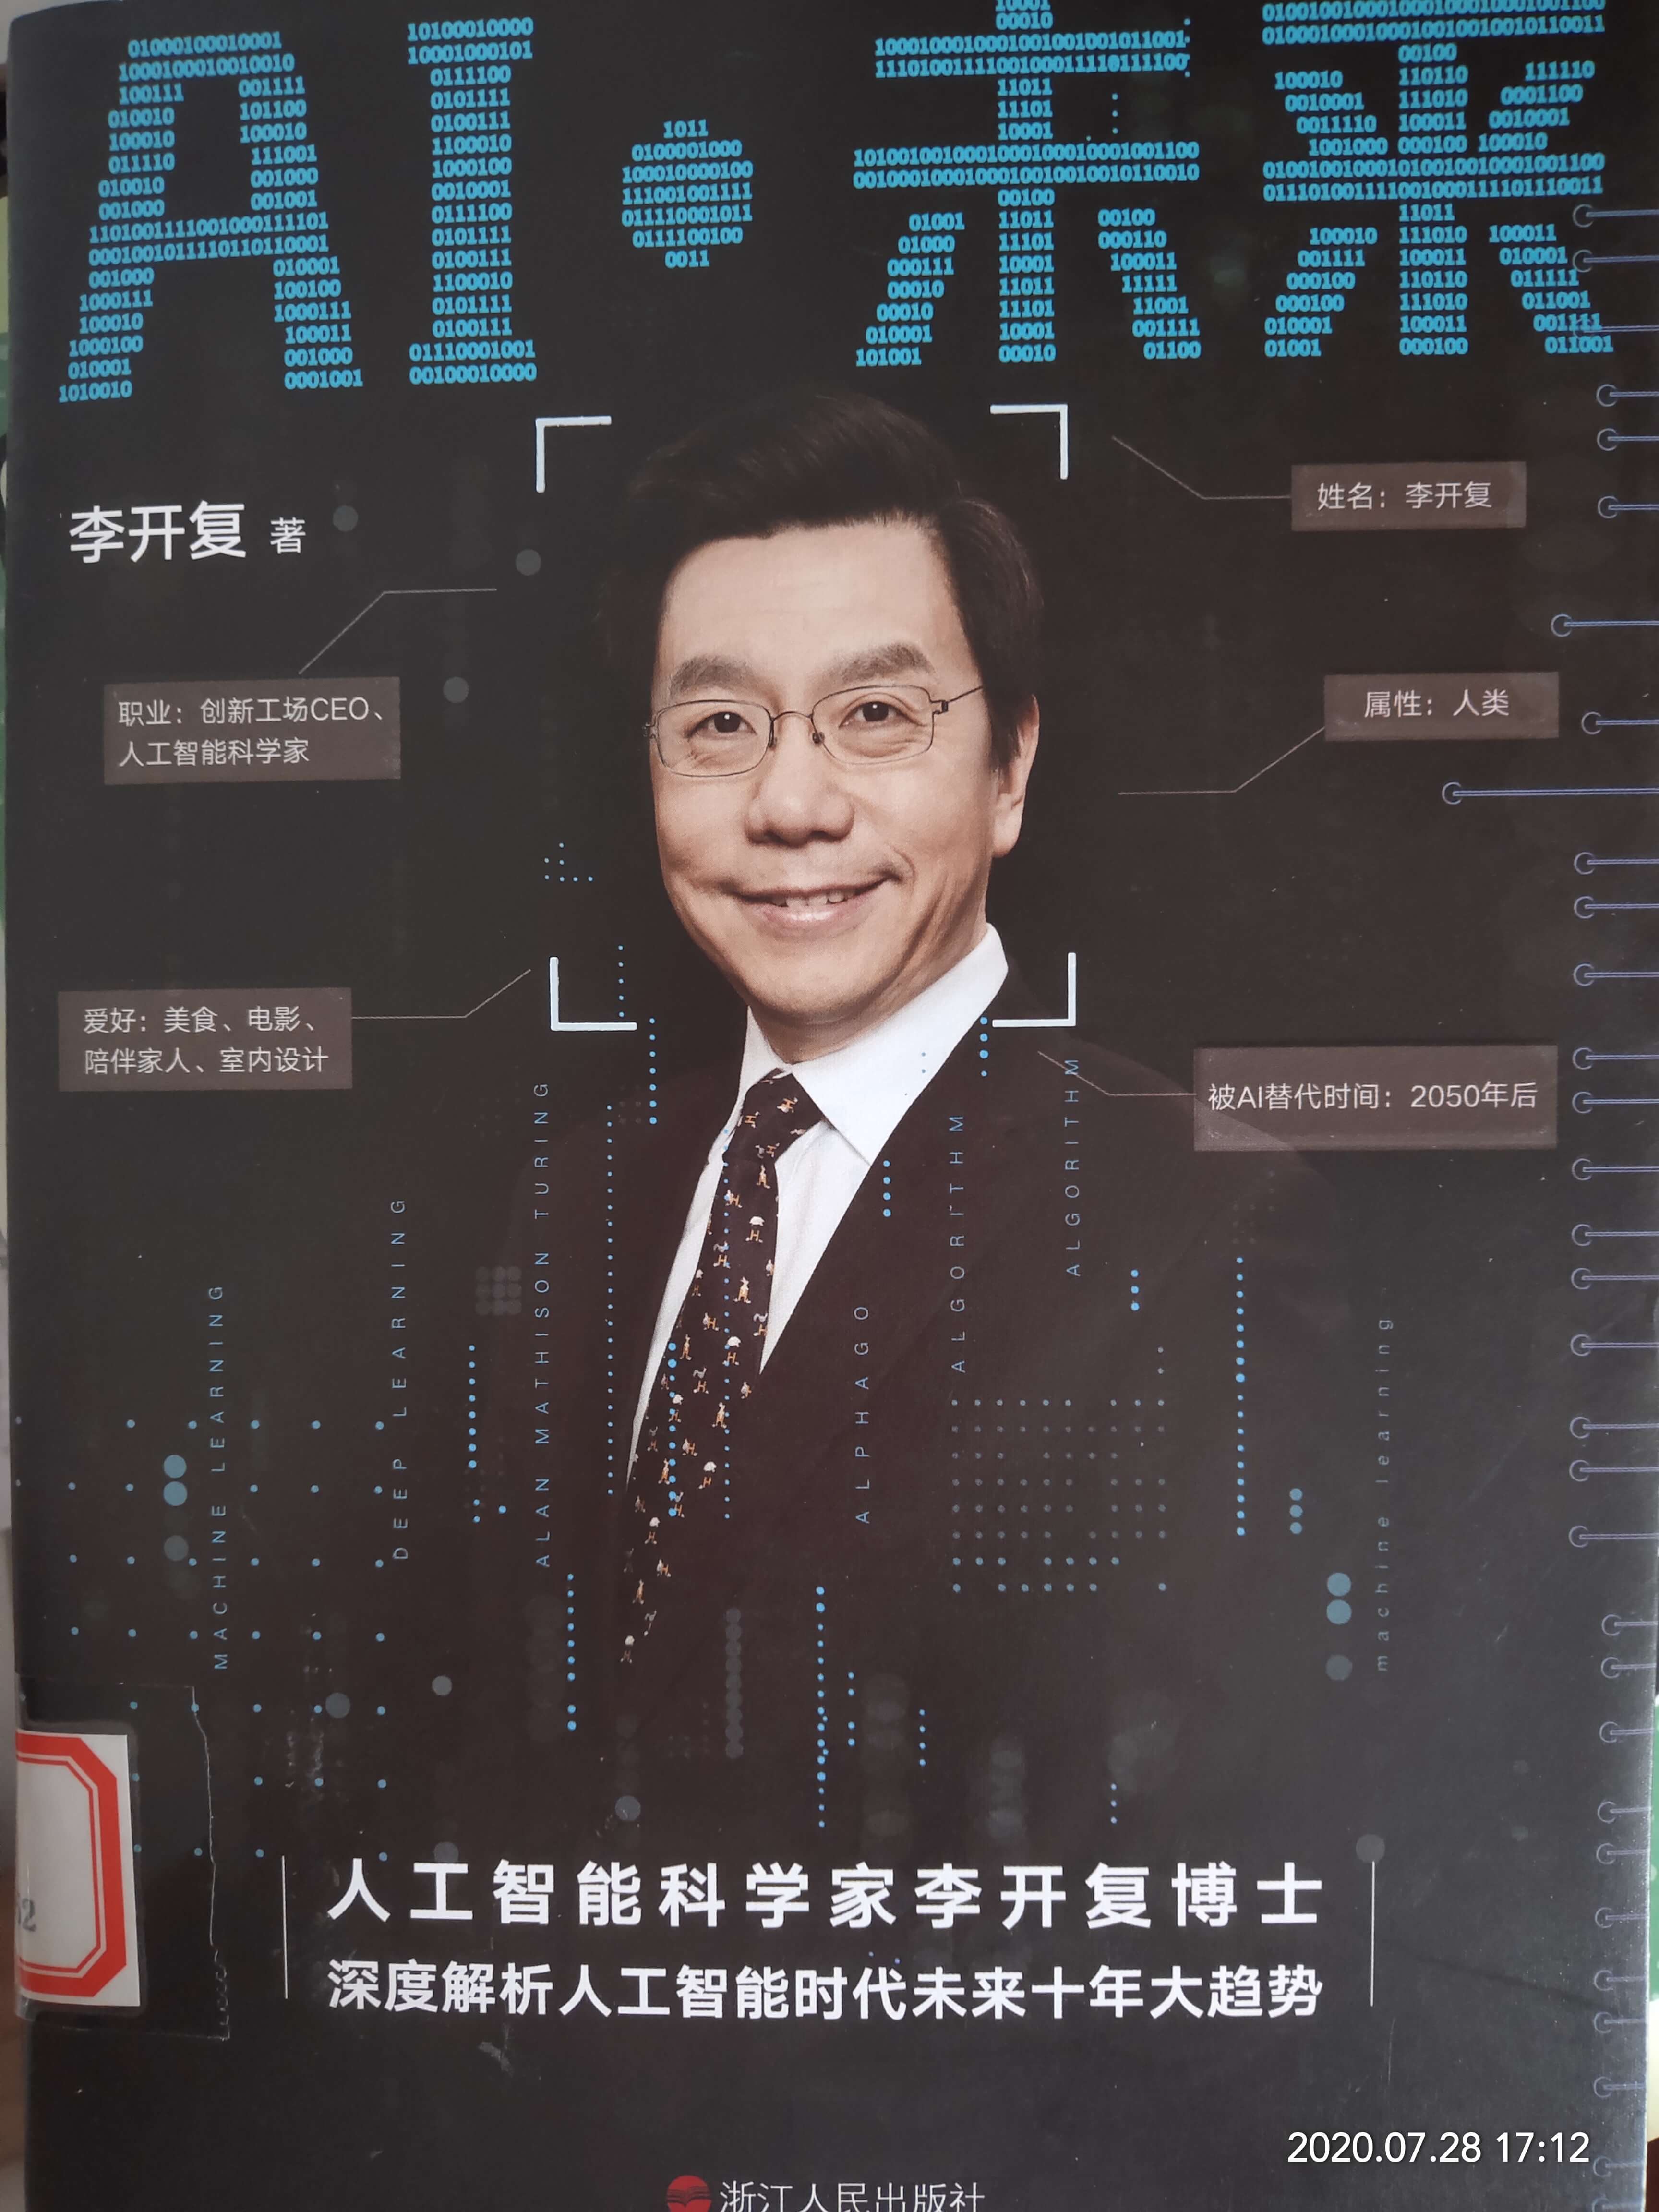 AI·未来
李开复 著
姓名：李开复
职业：创新工场CEO、
人工智能科学家
属性：人类
爱好：美食、电影、
陪伴家人、室内设计
被AI替代时间：2050年后
MACHINE LEARNING
DEEP LEARNING
ALAN MATHISON TURING
ALPHAGO
ALGORITHM
ALGORITHM
machine learning
人工智能科学家李开复博士
深度解析人工智能时代未来十年大趋势
2020.07.28 17:12
浙江人民出版社